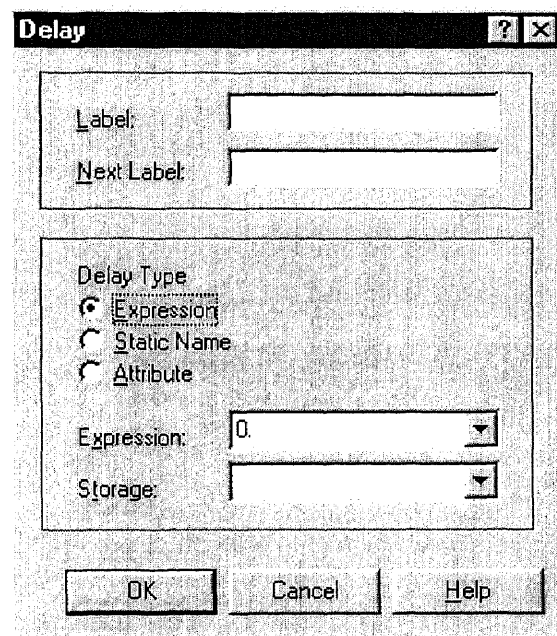 Delay
Label:
Next Label:
Delay Type
Expression
Static Name
Attribute
Expression: 0.
Storage:
OK Cancel Help